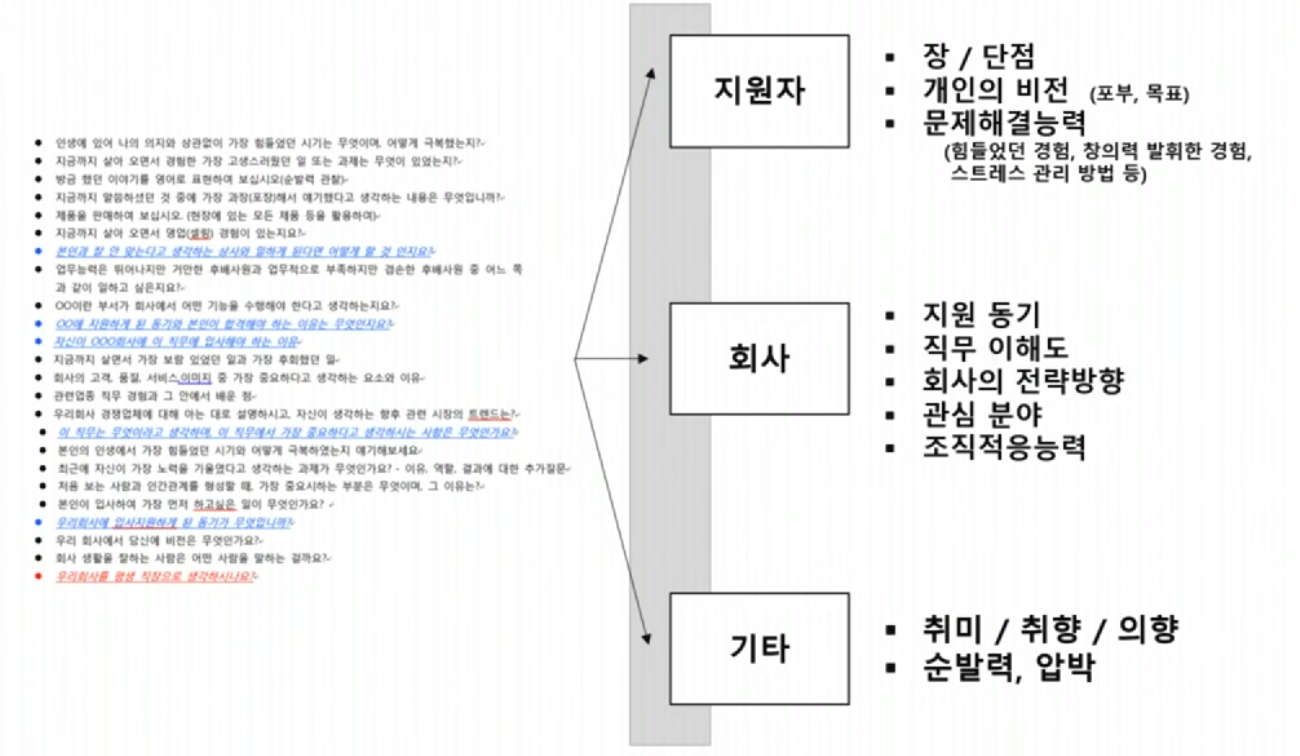 인생에 있어 나의 의지와 상관없이 가장 힘들었던 시기는 무엇이며, 어떻게 극복했는지?
지금까지 살아 오면서 경험한 가장 고생스러웠던 일 또는 과제는 무엇이 있었는지?
방금 했던 이야기를 영어로 표현하여 보십시오(순발력 관찰)
지금까지 말씀하셨던 것 중에 가장 과장(포장)해서 얘기했다고 생각하는 내용은 무엇입니까?
제품을 판매하여 보십시오. (현장에 있는 모든 제품 등을 활용하여)
지금까지 살아 오면서 영업(셀링) 경험이 있는지요?
본인과 잘 안 맞는다고 생각하는 상사와 일하게 된다면 어떻게 할 것 인지요?
업무능력은 뛰어나지만 거만한 후배사원과 업무적으로 부족하지만 겸손한 후배사원 중 어느 쪽
과 같이 일하고 싶은지요?
OO이란 부서가 회사에서 어떤 기능을 수행해야 한다고 생각하는지요?
OO에 지원하게 된 동기와 본인이 합격해야 하는 이유는 무엇인지요?
자신이 OOO회사에 이 직무에 입사해야 하는 이유
지금까지 살면서 가장 보람 있었던 일과 가장 후회했던 일
회사의 고객, 품질, 서비스,이미지 중 가장 중요하다고 생각하는 요소와 이유
관련업종 직무 경험과 그 안에서 배운 점
우리회사 경쟁업체에 대해 아는 대로 설명하시고, 자신이 생각하는 향후 관련 시장의 트렌드는?
이 직무는 무엇이라고 생각하며, 이 직무에서 가장 중요하다고 생각하시는 사항은 무엇인가요?
본인의 인생에서 가장 힘들었던 시기와 어떻게 극복하였는지 얘기해보세요
최근에 자신이 가장 노력을 기울였다고 생각하는 과제가 무엇인가요? - 이유, 역할, 결과에 대한 추가질문
처음 보는 사람과 인간관계를 형성할 때, 가장 중요시하는 부분은 무엇이며, 그 이유는?
본인이 입사하여 가장 먼저 하고싶은 일이 무엇인가요?
우리회사에 입사지원하게 된 동기가 무엇입니까?
우리 회사에서 당신에 비전은 무엇인가요?
회사 생활을 잘하는 사람은 어떤 사람을 말하는 걸까요?
우리회사를 평생 직장으로 생각하시나요?
지원자
장 / 단점
개인의 비전 (포부, 목표)
문제해결능력
(힘들었던 경험, 창의력 발휘한 경험,
스트레스 관리 방법 등)
회사
지원 동기
직무 이해도
회사의 전략방향
관심 분야
조직적응능력
기타
취미 / 취향 / 의향
순발력, 압박